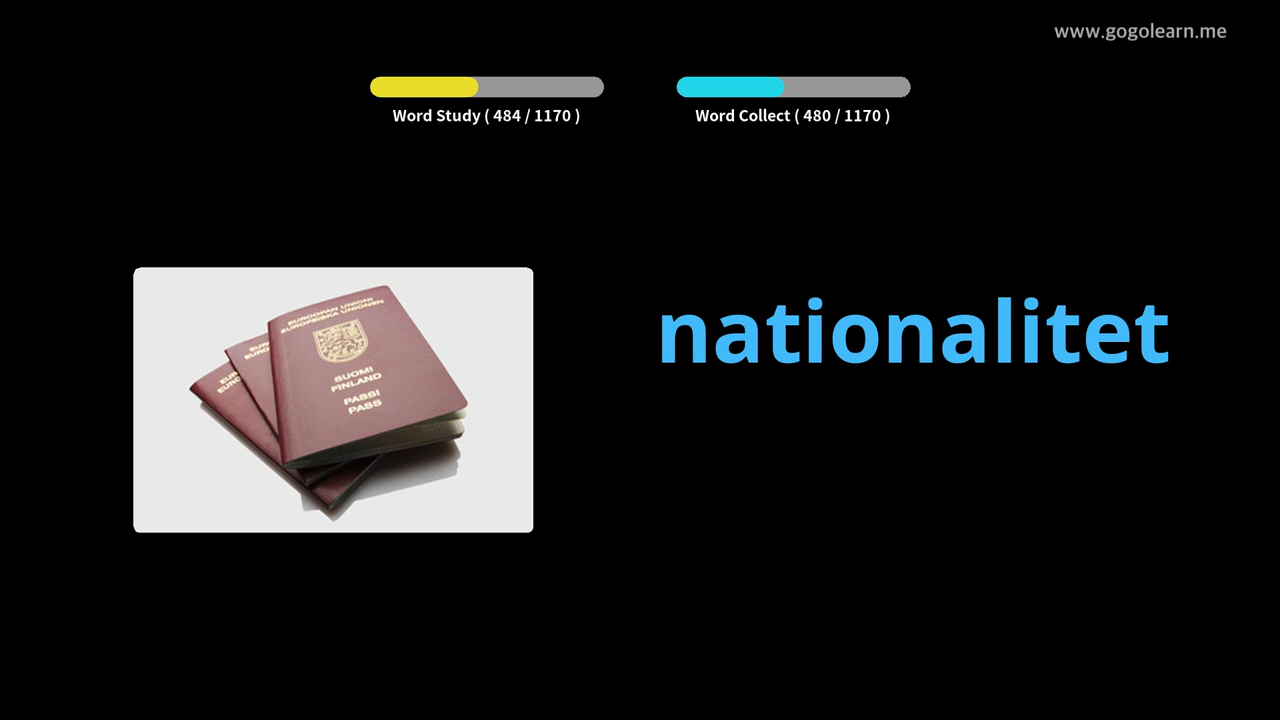 www.gogolearn.me
Word Study ( 484 / 1170 )
Word Collect ( 480 / 1170 )
nationalitet
EUROOPAN UNIONI
EUROPEISKA UNIONEN
SUOMI
FINLAND
PASSI
PASS